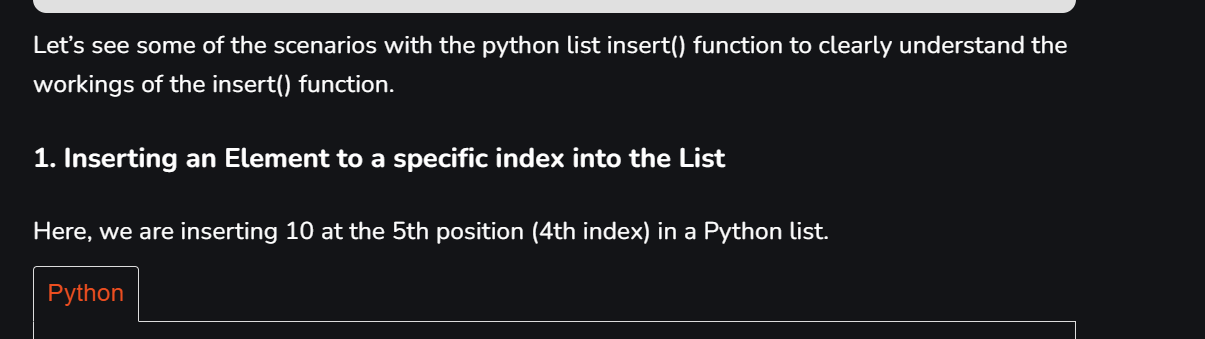 Let’s see some of the scenarios with the python list insert() function to clearly understand the
workings of the insert() function.
1. Inserting an Element to a specific index into the List
Here, we are inserting 10 at the 5th position (4th index) in a Python list.
Python